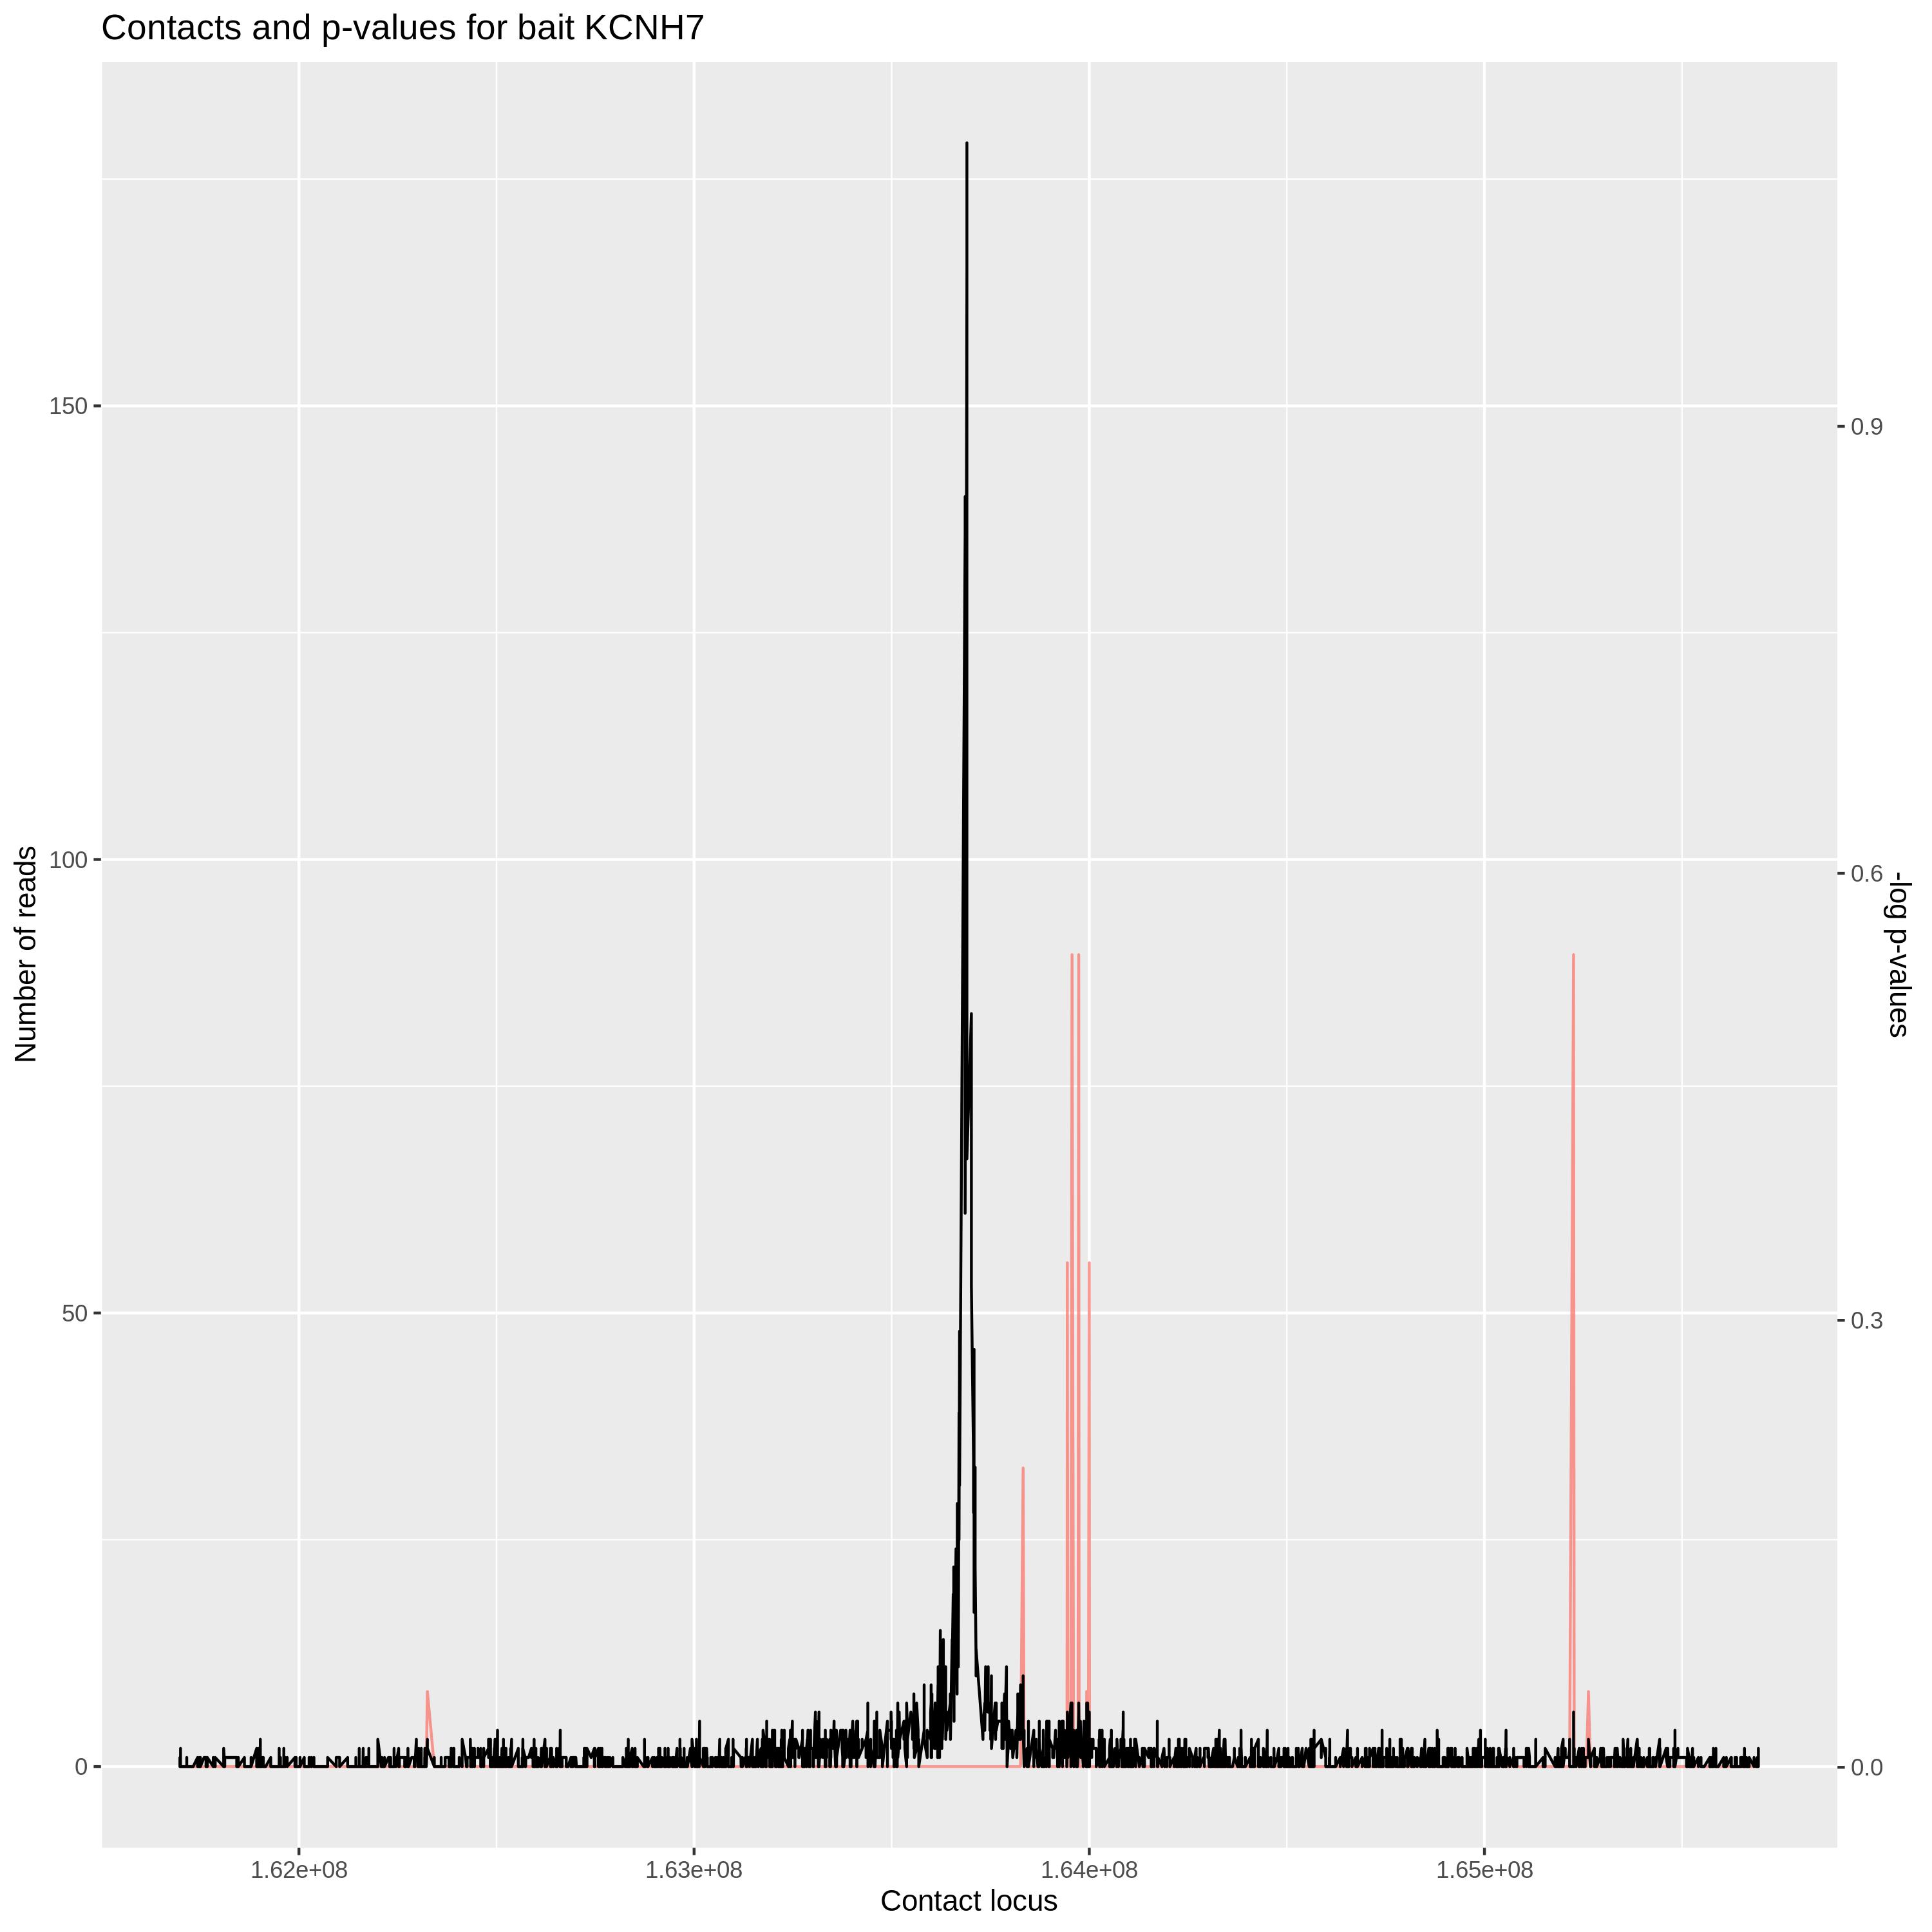 Contacts and p-values for bait KCNH7
Number of reads
150
100
50
0
0.9
0.6
0.3
0.0
-log p-values
1.62e+08
1.63e+08
1.64e+08
1.65e+08
Contact locus